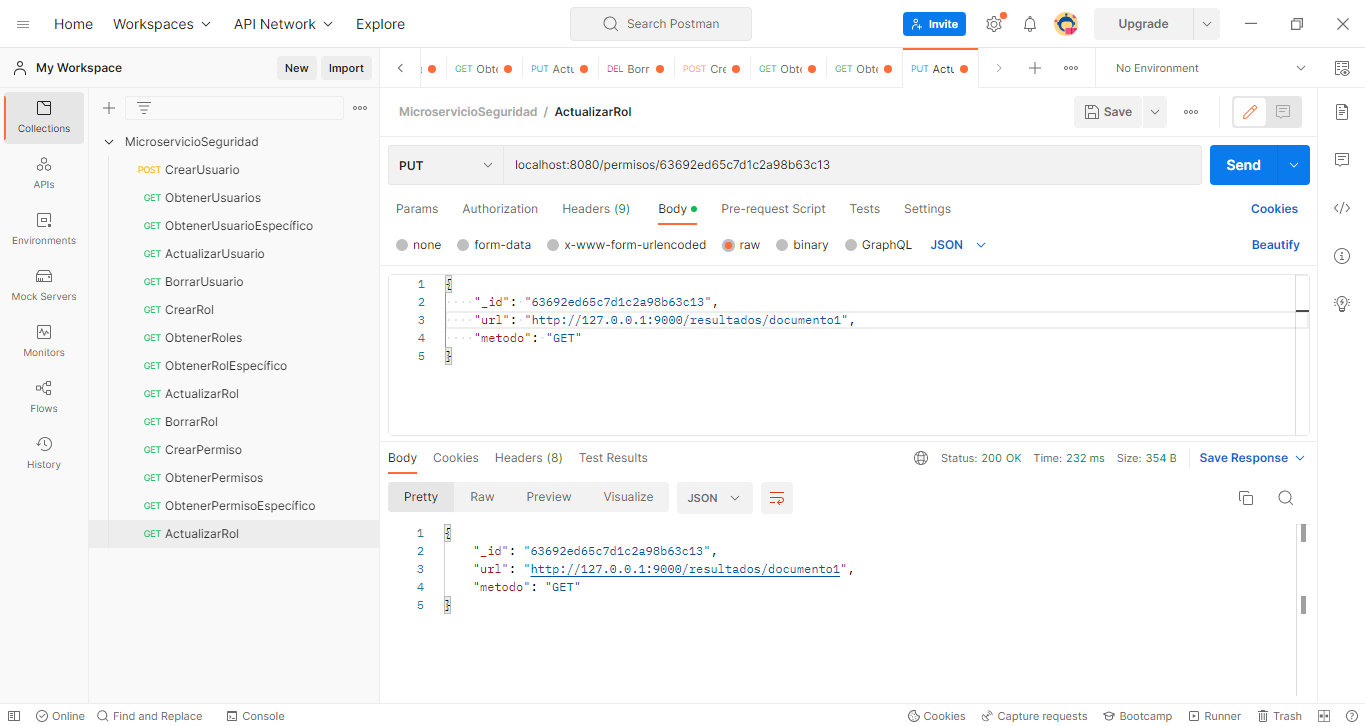 Home Workspaces API Network Explore Search Postman Invite Upgrade
My Workspace New Import
GET Obte PUT Actu DEL Borr POST Cre GET Obte GET Obte PUT Actu No Environment
Collections
APIs
Environments
Mock Servers
Monitors
Flows
History
MicroservicioSeguridad
POST CrearUsuario
GET ObtenerUsuarios
GET ObtenerUsuarioEspecífico
GET ActualizarUsuario
GET BorrarUsuario
GET CrearRol
GET ObtenerRoles
GET ObtenerRolEspecífico
GET ActualizarRol
GET BorrarRol
GET CrearPermiso
GET ObtenerPermisos
GET ObtenerPermisoEspecífico
GET ActualizarRol
MicroservicioSeguridad / ActualizarRol Save
PUT localhost:8080/permisos/63692ed65c7d1c2a98b63c13 Send
Params Authorization Headers (9) Body Pre-request Script Tests Settings Cookies
none form-data x-www-form-urlencoded raw binary GraphQL JSON Beautify
1 {
2 "_id": "63692ed65c7d1c2a98b63c13",
3 "url": "http://127.0.0.1:9000/resultados/documento1",
4 "metodo": "GET"
5 }
Body Cookies Headers (8) Test Results Status: 200 OK Time: 232 ms Size: 354 B Save Response
Pretty Raw Preview Visualize JSON
1 {
2 "_id": "63692ed65c7d1c2a98b63c13",
3 "url": "http://127.0.0.1:9000/resultados/documento1",
4 "metodo": "GET"
5 }
Online Find and Replace Console Cookies Capture requests Bootcamp Runner Trash